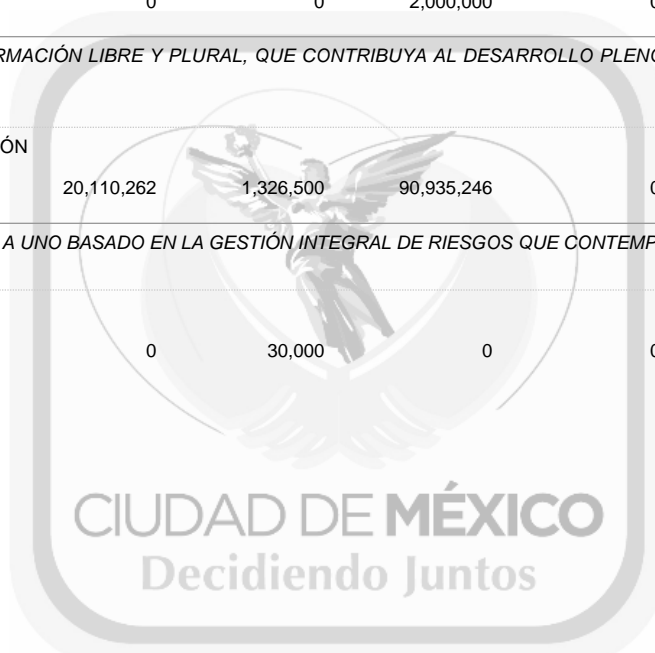 0 0 2,000,000 0
RMACIÓN LIBRE Y PLURAL, QUE CONTRIBUYA AL DESARROLLO PLENO
ÓN
20,110,262 1,326,500 90,935,246 0
A UNO BASADO EN LA GESTIÓN INTEGRAL DE RIESGOS QUE CONTEMP
0 30,000 0 0
CIUDAD DE MÉXICO
Decidiendo Juntos